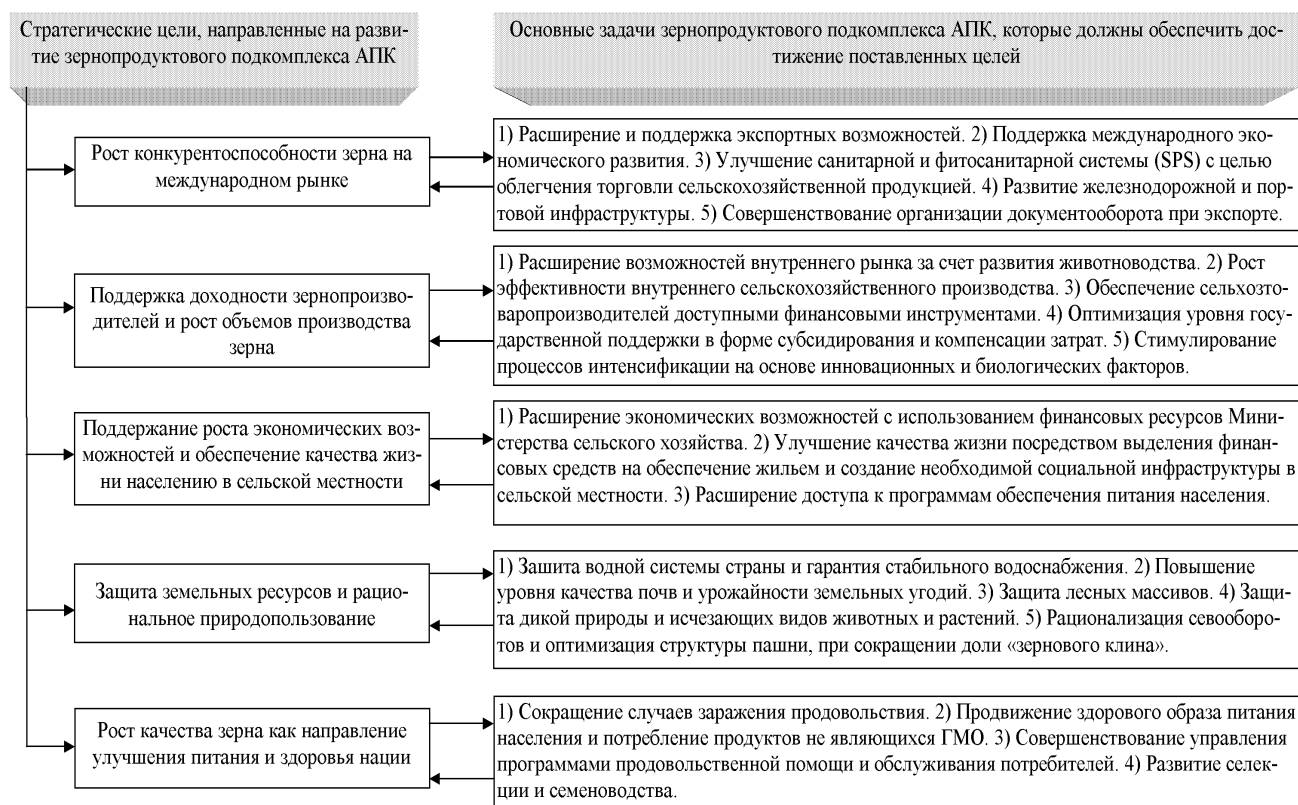 Стратегические цели, направленные на разви-
тие зернопродуктового подкомплекса АПК
Основные задачи зернопродуктового подкомплекса АПК, которые должны обеспечить дос-
тижение поставленных целей
Рост конкурентоспособности зерна на
международном рынке
1) Расширение и поддержка экспортных возможностей. 2) Поддержка международного эко-
номического развития. 3) Улучшение санитарной и фитосанитарной системы (SPS) с целью
облегчения торговли сельскохозяйственной продукцией. 4) Развитие железнодорожной и пор-
товой инфраструктуры. 5) Совершенствование организации документооборота при экспорте.
Поддержка доходности зернопроизво-
дителей и рост объемов производства
зерна
1) Расширение возможностей внутреннего рынка за счет развития животноводства. 2) Рост
эффективности внутреннего сельскохозяйственного производства. 3) Обеспечение сельхозто-
варопроизводителей доступными финансовыми инструментами. 4) Оптимизация уровня госу-
дарственной поддержки в форме субсидирования и компенсации затрат. 5) Стимулирование
процессов интенсификации на основе инновационных и биологических факторов.
Поддержание роста экономических воз-
можностей и обеспечение качества жиз-
ни населению в сельской местности
1) Расширение экономических возможностей с использованием финансовых ресурсов Мини-
стерства сельского хозяйства. 2) Улучшение качества жизни посредством выделения финан-
совых средств на обеспечение жильем и создание необходимой социальной инфраструктуры в
сельской местности. 3) Расширение доступа к программам обеспечения питания населения.
Защита земельных ресурсов и рацио-
нальное природопользование
1) Зашита водной системы страны и гарантия стабильного водоснабжения. 2) Повышение
уровня качества почв и урожайности земельных угодий. 3) Защита лесных массивов. 4) Защи-
та дикой природы и исчезающих видов животных и растений. 5) Рационализация севооборо-
тов и оптимизация структуры пашни, при сокращении доли «зернового клина».
Рост качества зерна как направление
улучшения питания и здоровья нации
1) Сокращение случаев заражения продовольствия. 2) Продвижение здорового образа питания
населения и потребление продуктов не являющихся ГМО. 3) Совершенствование управления
программами продовольственной помощи и обслуживания потребителей. 4) Развитие селек-
ции и семеноводства.